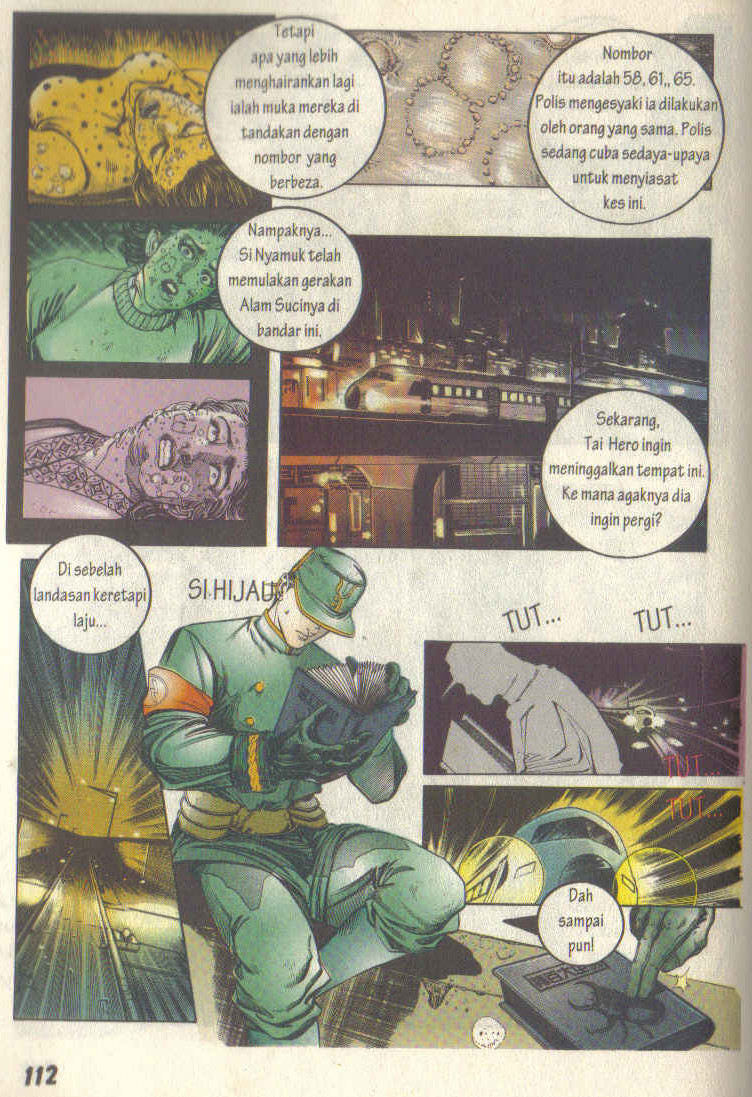 Tetapi
apa yang lebih
menghairankan lagi
ialah muka mereka di
tandakan dengan
nombor yang
berbeza.
Nombor
itu adalah 58, 61,, 65.
Polis mengesyaki ia dilakukan
oleh orang yang sama. Polis
sedang cuba sedaya-upaya
untuk menyiasat
kes ini.
Nampaknya...
Si Nyamuk telah
memulakan gerakan
Alam Sucinya di
bandar ini.
Sekarang,
Tai Hero ingin
meninggalkan tempat ini.
Ke mana agaknya dia
ingin pergi?
Di sebelah
landasan keretapi
laju...
SI HIJAU
TUT... TUT...
TUT...
TUT...
Dah
sampai
pun!
112